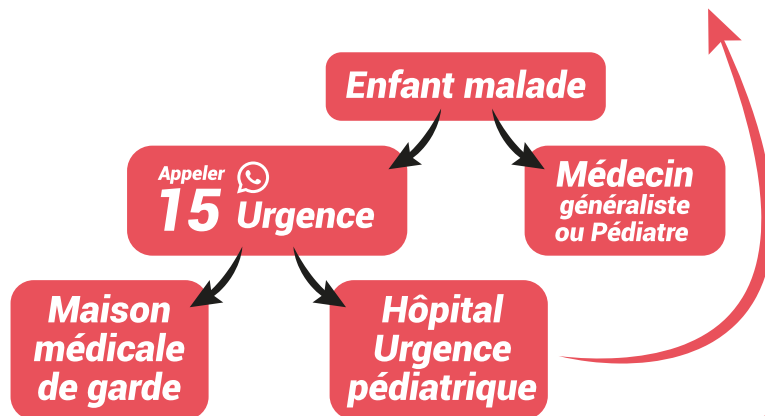 Enfant malade
Appeler
15 Urgence
Médecin
généraliste
ou Pédiatre
Maison
médicale
de garde
Hôpital
Urgence
pédiatrique